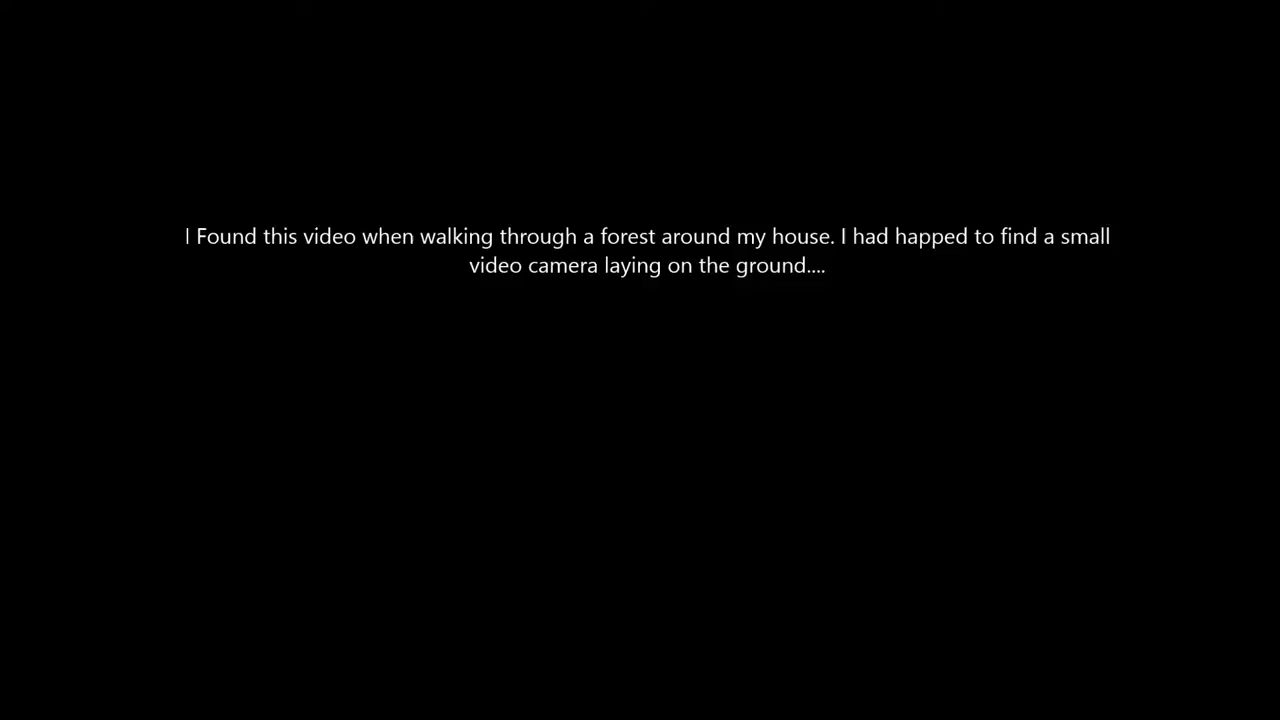 I Found this video when walking through a forest around my house. I had happed to find a small
video camera laying on the ground....